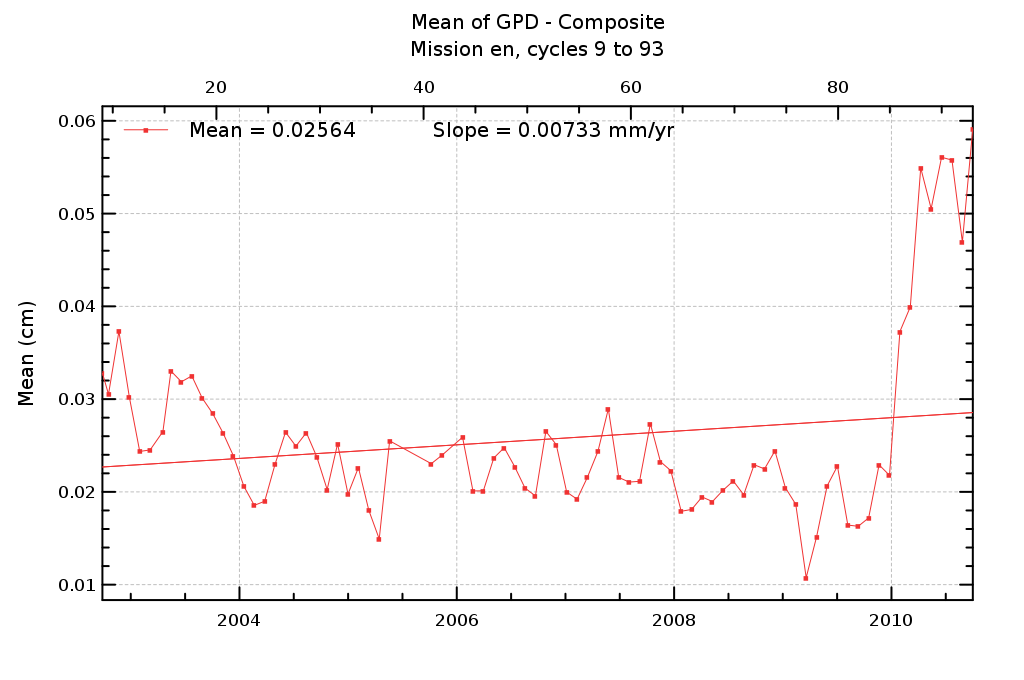 Mean of GPD - Composite
Mission en, cycles 9 to 93
20 40 60 80
Mean = 0.02564 Slope = 0.00733 mm/yr
0.06
0.05
0.04
0.03
0.02
0.01
Mean (cm)
2004 2006 2008 2010